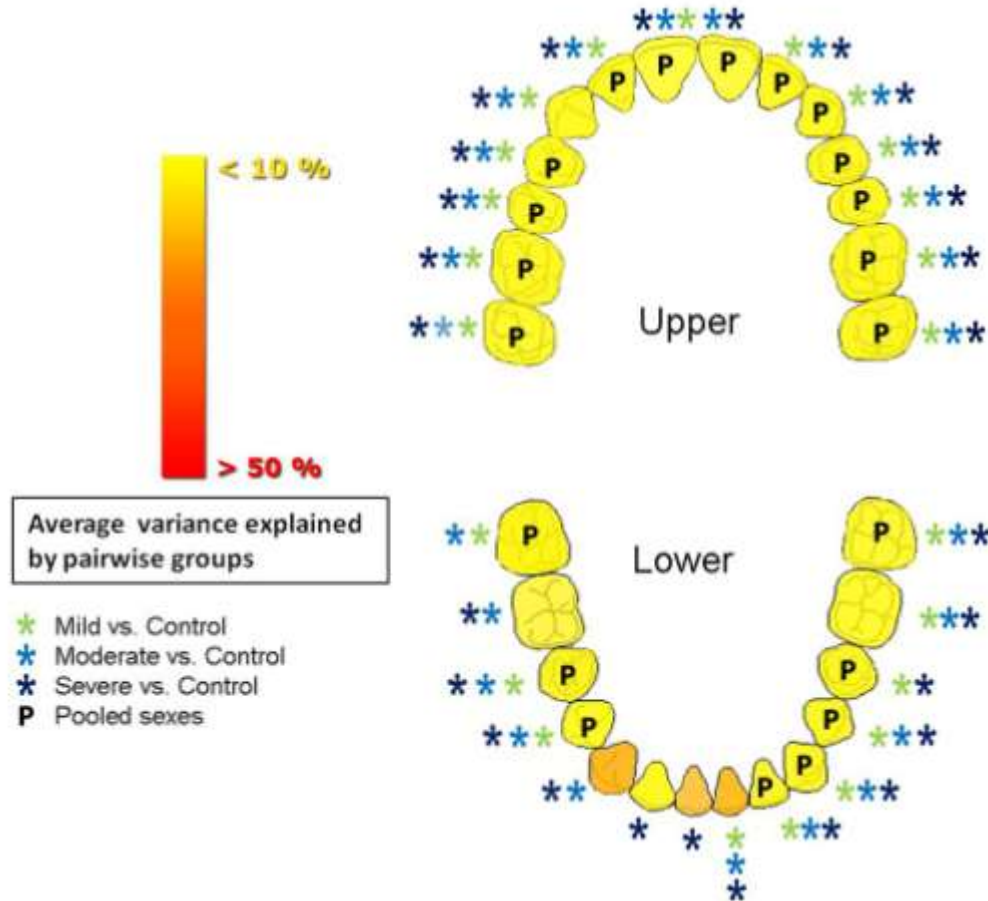 < 10 %
> 50 %
Average variance explained
by pairwise groups
* Mild vs. Control
* Moderate vs. Control
* Severe vs. Control
P Pooled sexes
* * * * *
* * * P P P P * * *
* * * P * * *
* * * P P * * *
* * * P P * * *
* * * P P * * *
* * * P P * * *
Upper
* * P P * * *
Lower
* * * * *
* * * P P * *
* * * P P * * *
* * P P * * *
* * * * * *
*
*